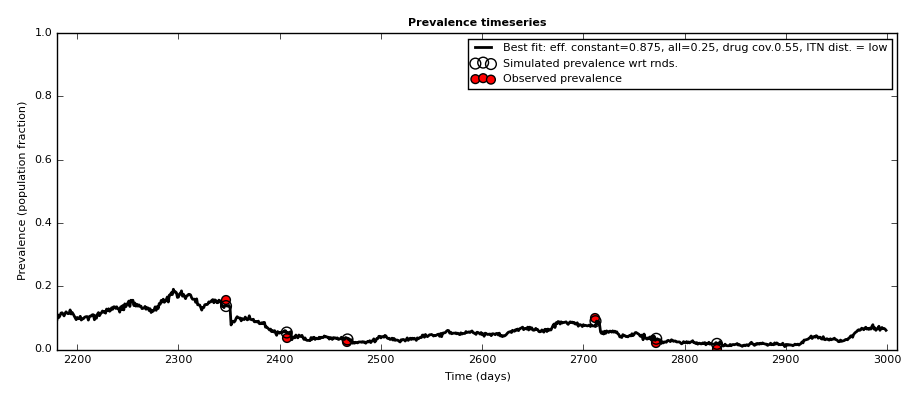 Prevalence timeseries
1.0
0.8
0.6
0.4
0.2
0.0
Prevalence (population fraction)
Best fit: eff. constant=0.875, all=0.25, drug cov.0.55, ITN dist. = low
Simulated prevalence wrt rnds.
Observed prevalence
2200 2300 2400 2500 2600 2700 2800 2900 3000
Time (days)